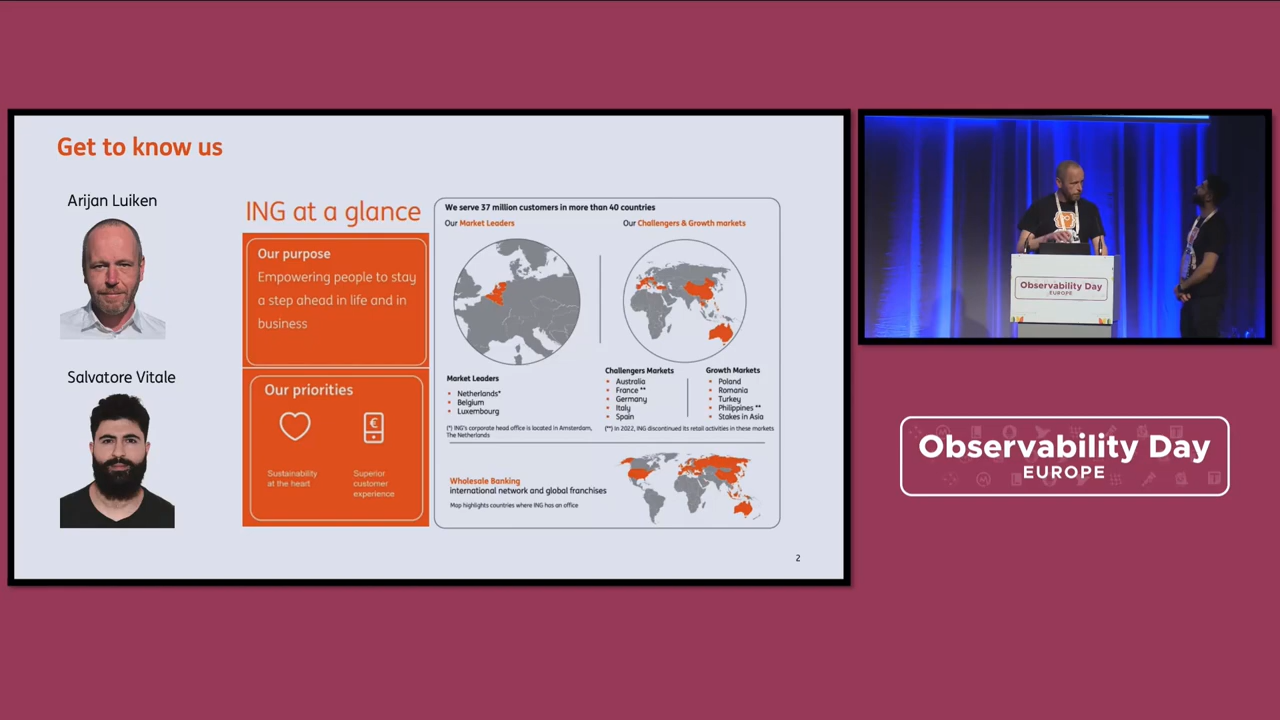 Get to know us
Arijan Luiken
Salvatore Vitale
ING at a glance
Our purpose
Empowering people to stay
a step ahead in life and in
business
Our priorities
€
Sustainability
at the heart
Superior
customer
experience
We serve 37 million customers in more than 40 countries
Our Market Leaders
Our Challengers & Growth markets
Market Leaders
• Netherlands*
• Belgium
• Luxembourg
(*) ING's corporate head office is located in Amsterdam,
The Netherlands
Challengers Markets
• Australia
• France **
• Germany
• Italy
• Spain
Growth Markets
• Poland
• Romania
• Turkey
• Philippines **
• Stakes in Asia
(**) In 2022, ING discontinued its retail activities in these markets
Wholesale Banking
international network and global franchises
Map highlights countries where ING has an office
2
Observability Day
EUROPE
Observability Day
EUROPE